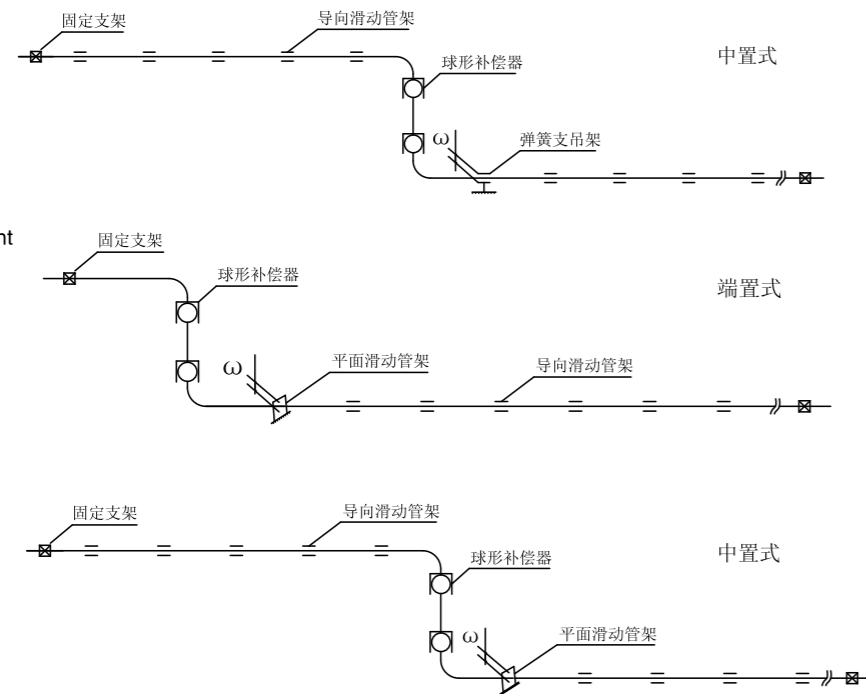 固定支架
导向滑动管架
中置式
球形补偿器
ω
弹簧支吊架
nt
固定支架
球形补偿器
端置式
ω
平面滑动管架
导向滑动管架
固定支架
导向滑动管架
中置式
球形补偿器
ω
平面滑动管架